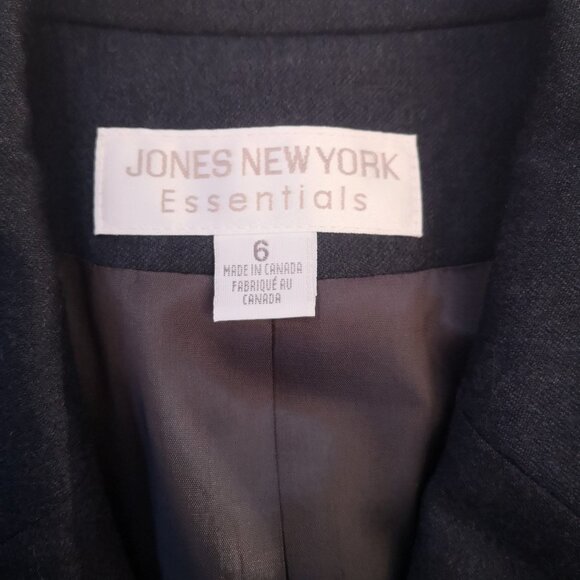 JONES NEW YORK
Essentials
6
MADE IN CANADA
FABRIQUÉ AU
CANADA